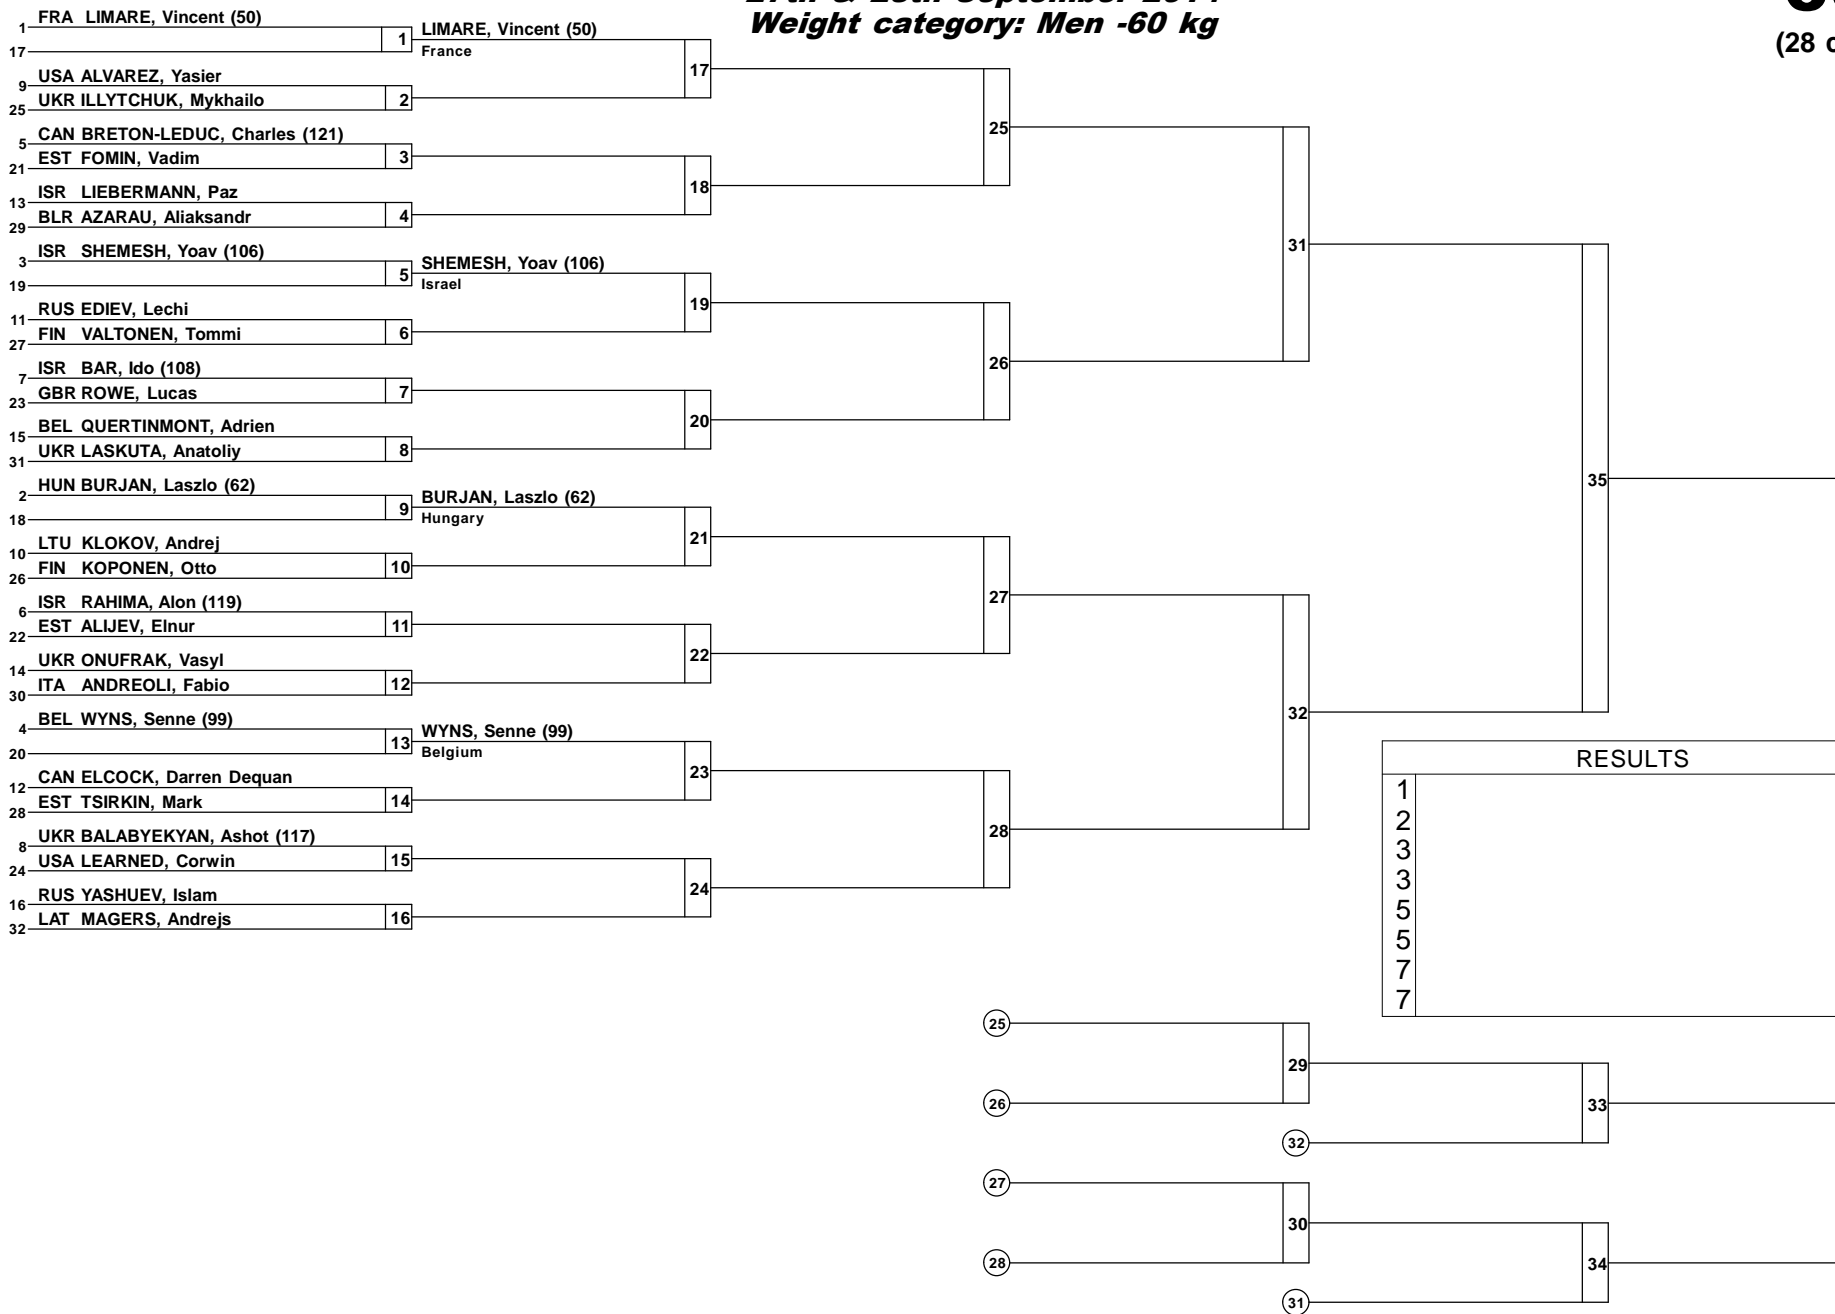 Weight category: Men -60 kg
(28 c
1 FRA LIMARE, Vincent (50)
17
1
LIMARE, Vincent (50)
France
9 USA ALVAREZ, Yasier
25 UKR ILLYTCHUK, Mykhailo
2
17
5 CAN BRETON-LEDUC, Charles (121)
21 EST FOMIN, Vadim
3
13 ISR LIEBERMANN, Paz
29 BLR AZARAU, Aliaksandr
4
18
25
3 ISR SHEMESH, Yoav (106)
19
5
SHEMESH, Yoav (106)
Israel
11 RUS EDIEV, Lechi
27 FIN VALTONEN, Tommi
6
19
7 ISR BAR, Ido (108)
23 GBR ROWE, Lucas
7
15 BEL QUERTINMONT, Adrien
31 UKR LASKUTA, Anatoliy
8
20
26
31
2 HUN BURJAN, Laszlo (62)
18
9
BURJAN, Laszlo (62)
Hungary
10 LTU KLOKOV, Andrej
26 FIN KOPONEN, Otto
10
21
6 ISR RAHIMA, Alon (119)
22 EST ALIJEV, Elnur
11
14 UKR ONUFRAK, Vasyl
30 ITA ANDREOLI, Fabio
12
22
27
4 BEL WYNS, Senne (99)
20
13
WYNS, Senne (99)
Belgium
12 CAN ELCOCK, Darren Dequan
28 EST TSIRKIN, Mark
14
23
8 UKR BALABYEKYAN, Ashot (117)
24 USA LEARNED, Corwin
15
16 RUS YASHUEV, Islam
32 LAT MAGERS, Andrejs
16
24
28
32
35
RESULTS
1
2
3
3
5
5
7
7
25
26
29
32
33
27
28
30
31
34